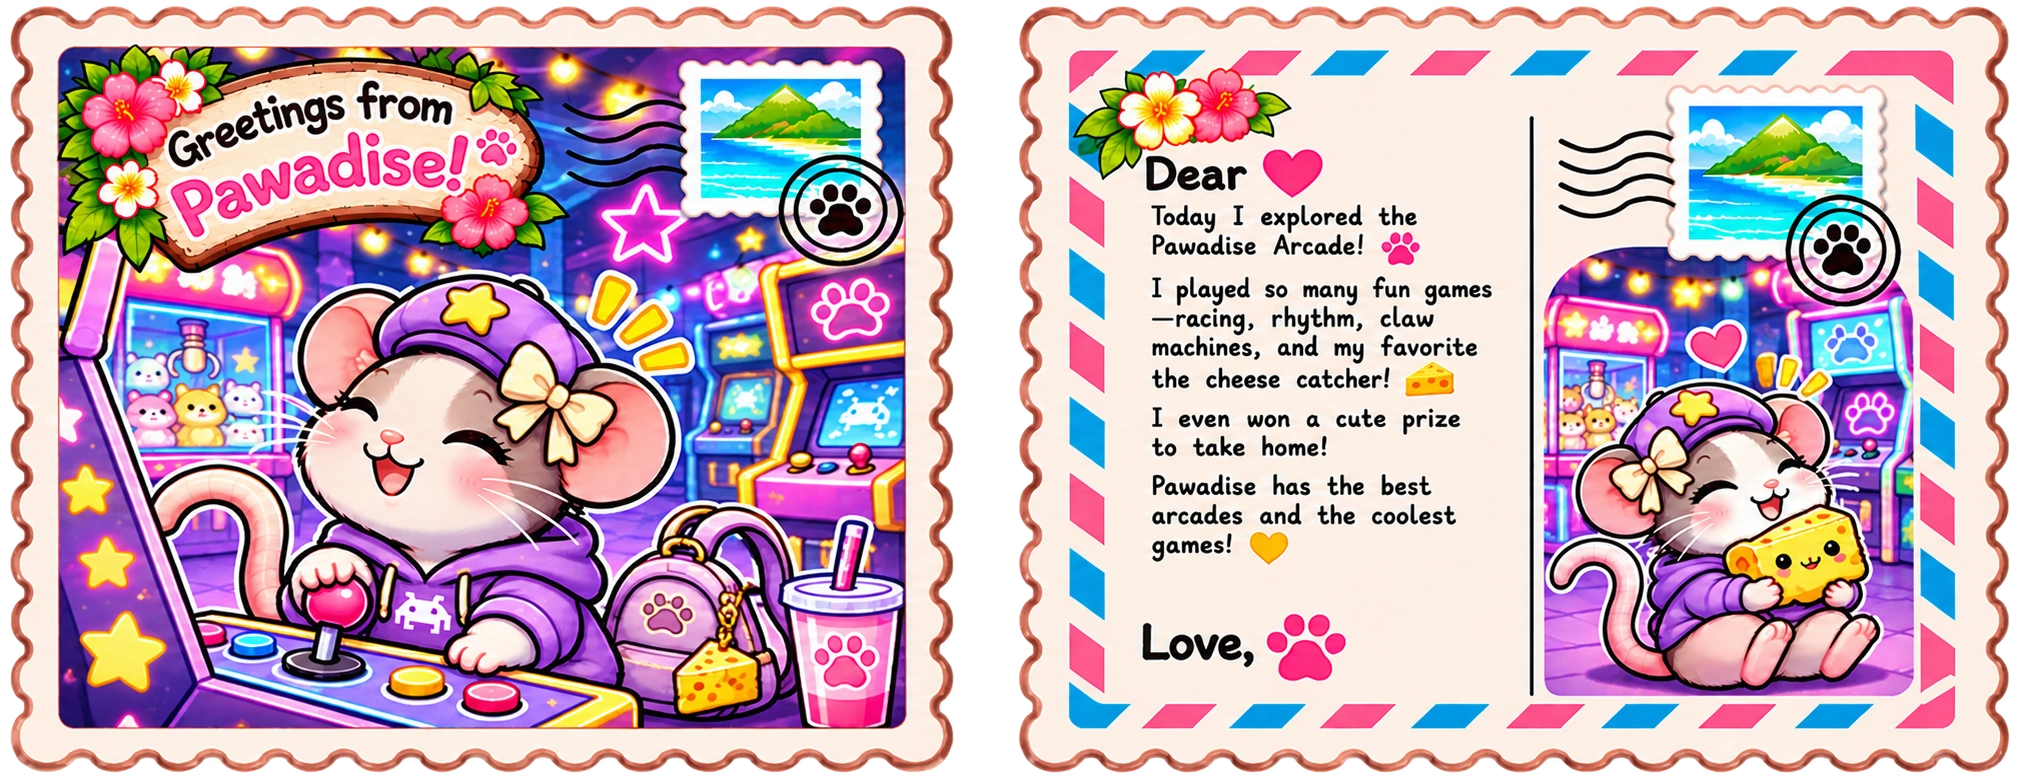 Greetings from
Pawadise!
Dear
Today I explored the
Pawadise Arcade!
I played so many fun games
—racing, rhythm, claw
machines, and my favorite
the cheese catcher!
I even won a cute prize
to take home!
Pawadise has the best
arcades and the coolest
games!
Love,